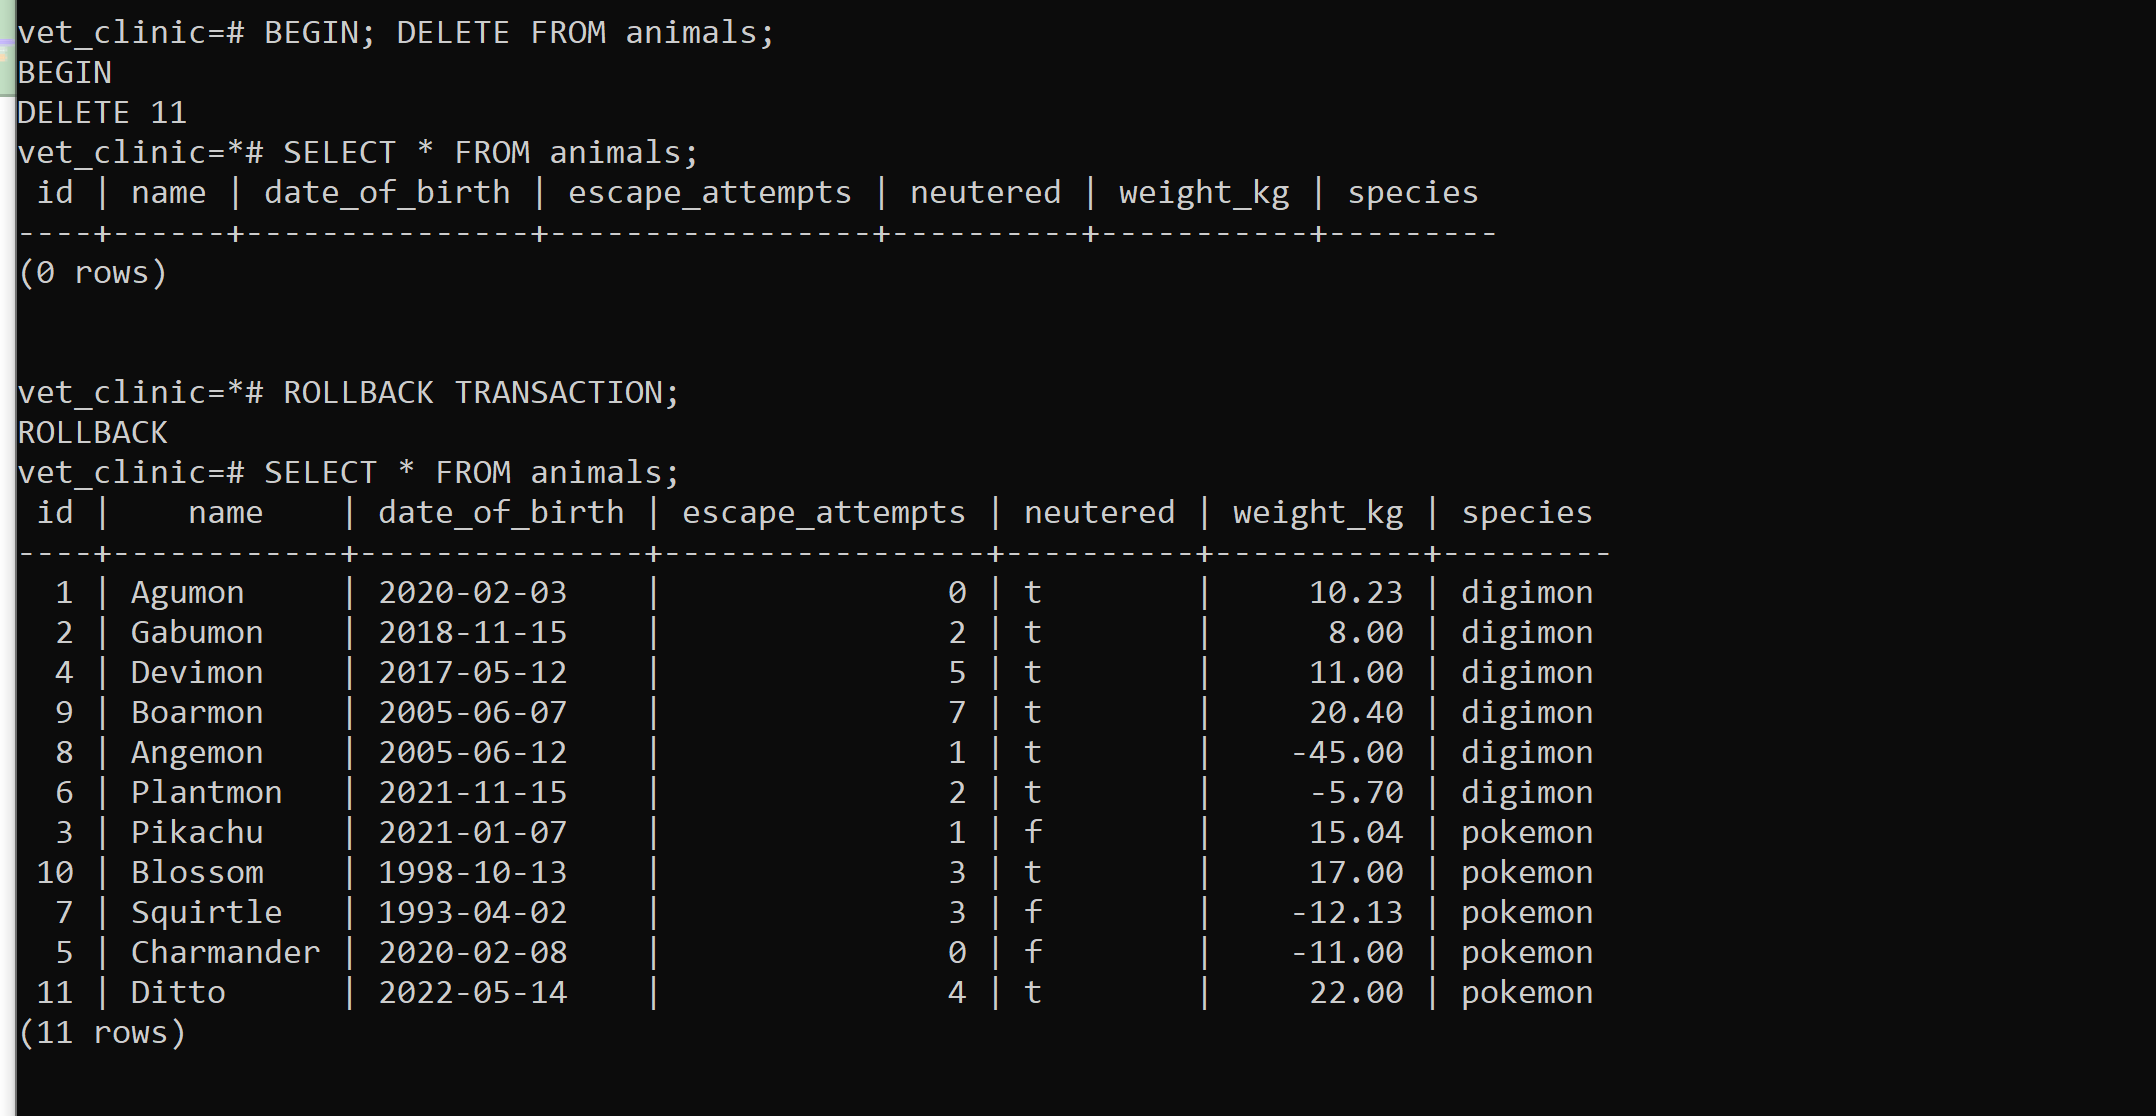 vet_clinic=# BEGIN; DELETE FROM animals;
BEGIN
DELETE 11
vet_clinic=*# SELECT * FROM animals;
 id | name | date_of_birth | escape_attempts | neutered | weight_kg | species
----+------+---------------+-----------------+----------+-----------+---------
(0 rows)


vet_clinic=*# ROLLBACK TRANSACTION;
ROLLBACK
vet_clinic=# SELECT * FROM animals;
 id |    name    | date_of_birth | escape_attempts | neutered | weight_kg | species
----+------------+---------------+-----------------+----------+-----------+---------
  1 | Agumon     | 2020-02-03    |               0 | t        |     10.23 | digimon
  2 | Gabumon    | 2018-11-15    |               2 | t        |      8.00 | digimon
  4 | Devimon    | 2017-05-12    |               5 | t        |     11.00 | digimon
  9 | Boarmon    | 2005-06-07    |               7 | t        |     20.40 | digimon
  8 | Angemon    | 2005-06-12    |               1 | t        |    -45.00 | digimon
  6 | Plantmon   | 2021-11-15    |               2 | t        |     -5.70 | digimon
  3 | Pikachu    | 2021-01-07    |               1 | f        |     15.04 | pokemon
 10 | Blossom    | 1998-10-13    |               3 | t        |     17.00 | pokemon
  7 | Squirtle   | 1993-04-02    |               3 | f        |    -12.13 | pokemon
  5 | Charmander | 2020-02-08    |               0 | f        |    -11.00 | pokemon
 11 | Ditto      | 2022-05-14    |               4 | t        |     22.00 | pokemon
(11 rows)